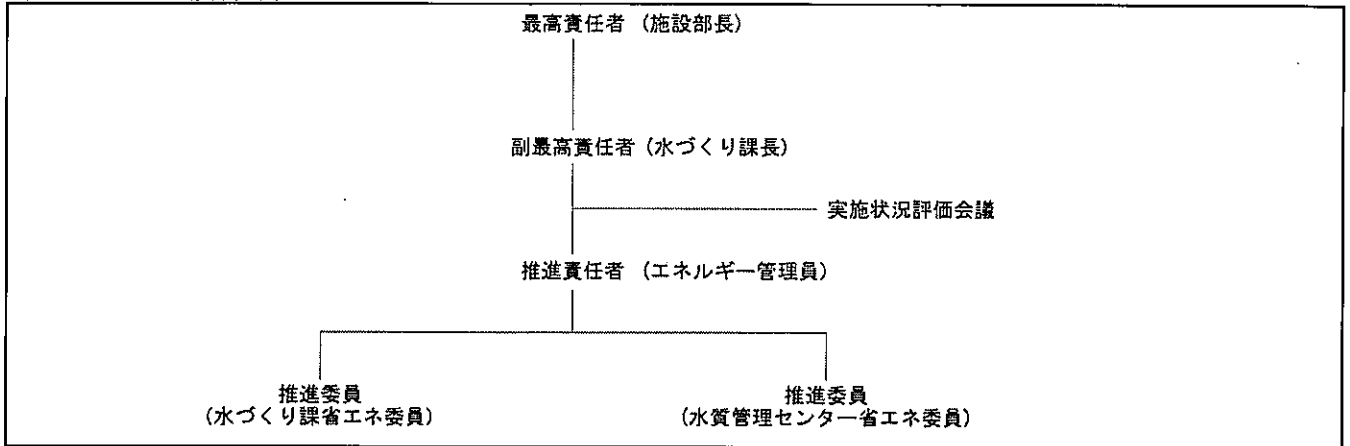 最高責任者 (施設部長)
副最高責任者 (水づくり課長)
実施状況評価会議
推進責任者 (エネルギー管理員)
推進委員
(水づくり課省エネ委員)
推進委員
(水質管理センター省エネ委員)